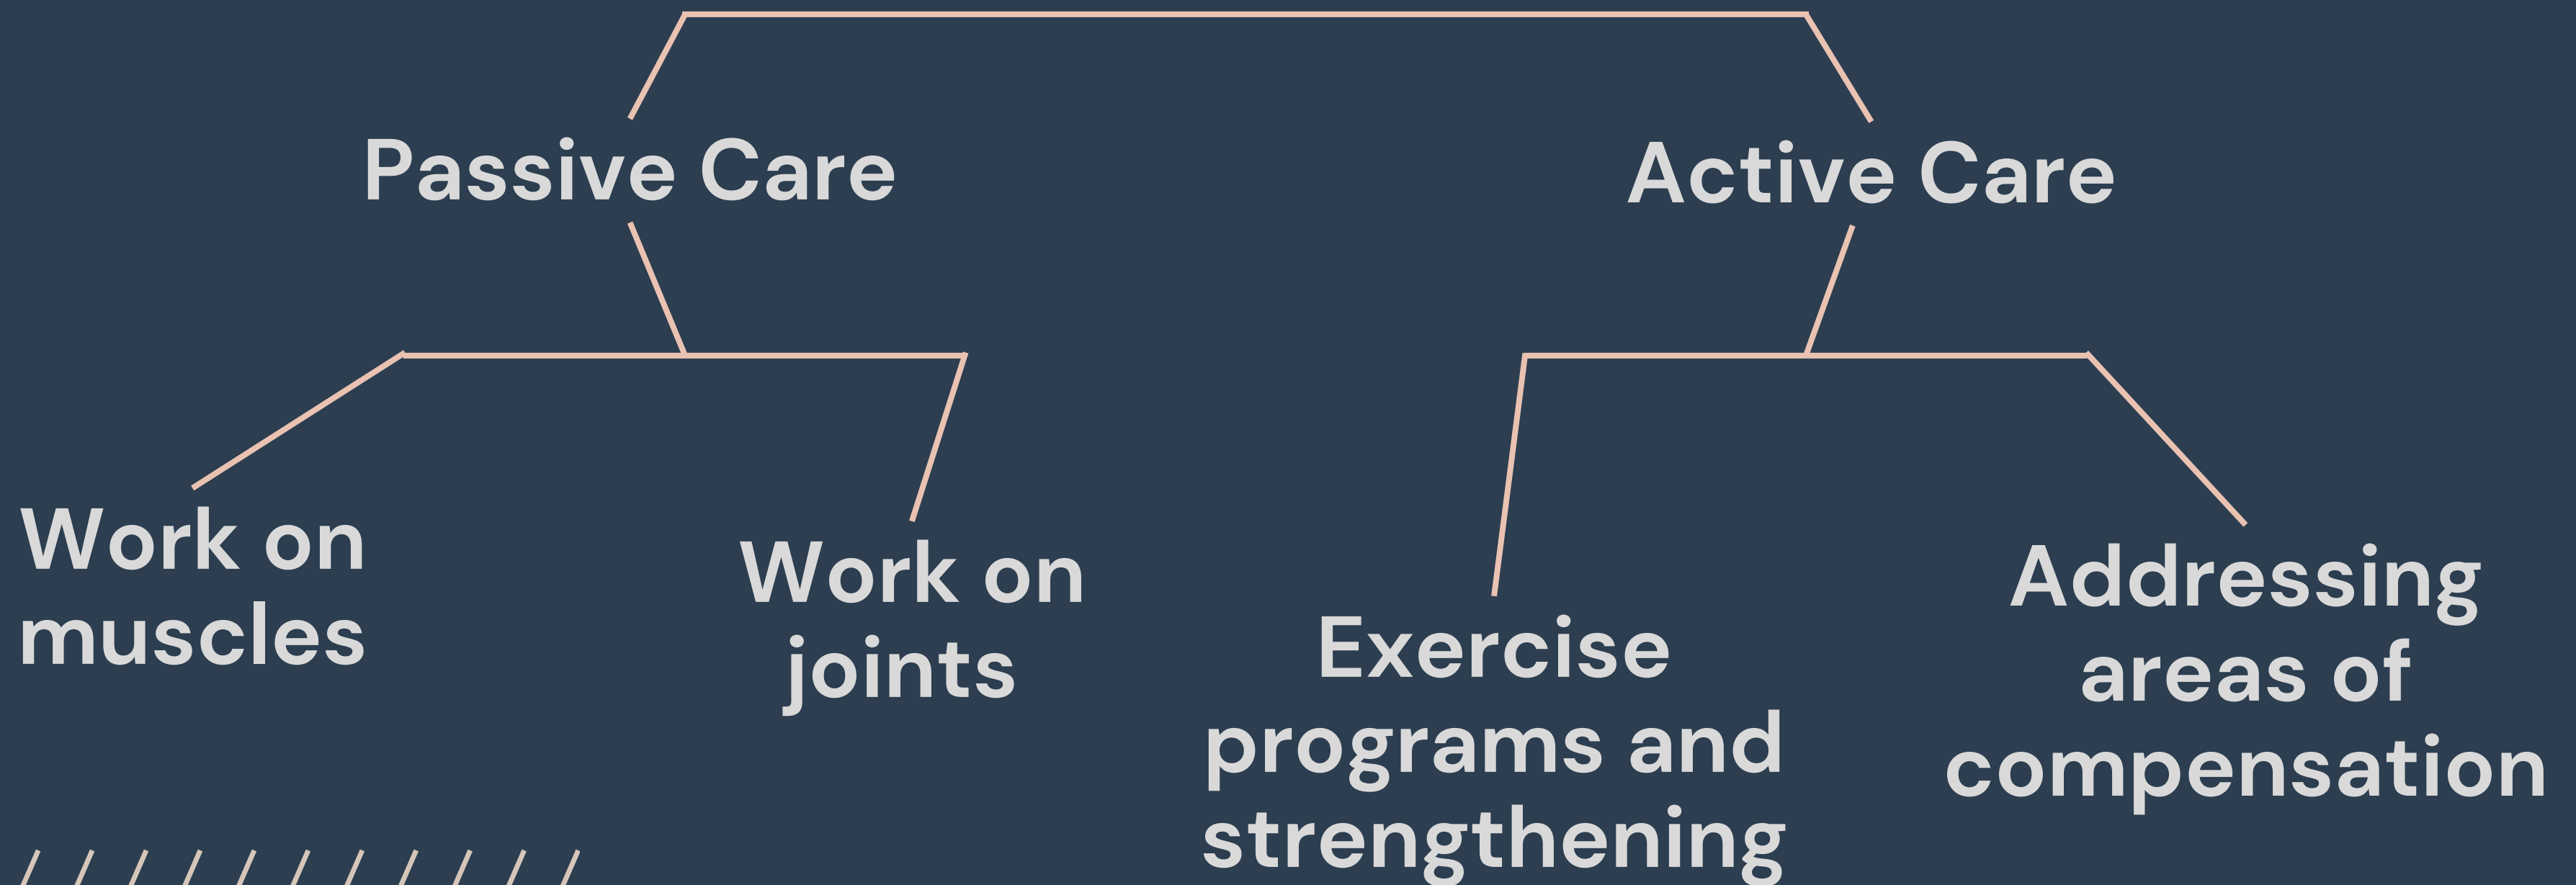 Passive Care
Active Care
Work on
muscles
Work on
joints
Exercise
programs and
strengthening
Addressing
areas of
compensation